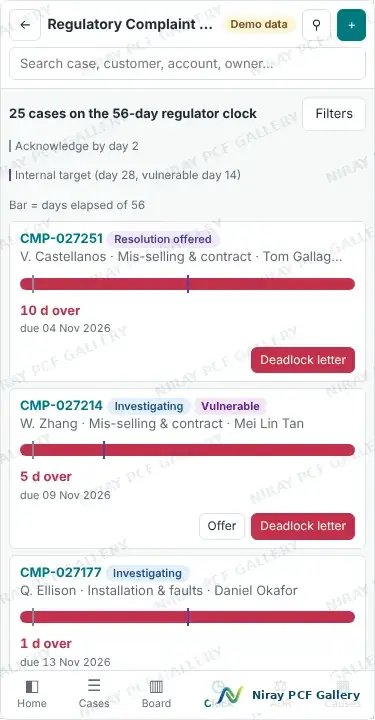 ← Regulatory Complaint ... Demo data +
Search case, customer, account, owner...
25 cases on the 56-day regulator clock Filters
Acknowledge by day 2
Internal target (day 28, vulnerable day 14)
Bar = days elapsed of 56
CMP-027251 Resolution offered
V. Castellanos · Mis-selling & contract · Tom Gallag...
10 d over
due 04 Nov 2026
Deadlock letter
CMP-027214 Investigating Vulnerable
W. Zhang · Mis-selling & contract · Mei Lin Tan
5 d over
due 09 Nov 2026
Offer Deadlock letter
CMP-027177 Investigating
Q. Ellison · Installation & faults · Daniel Okafor
1 d over
due 13 Nov 2026
Home Cases Board Niray PCF Gallery
NIRAY PCF GALLERY